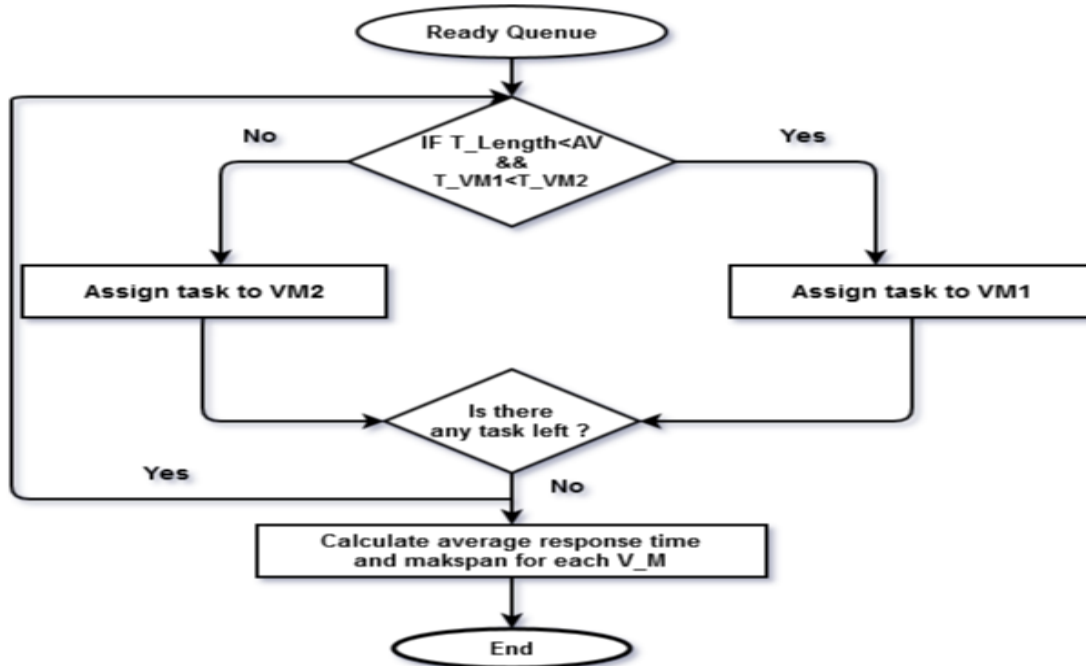 Ready Quenue
No
IF T_Length<AV
Yes
&&
T_VM1<T_VM2
Assign task to VM2
Assign task to VM1
Is there
any task left ?
Yes
No
Calculate average response time
and makspan for each V_M
End